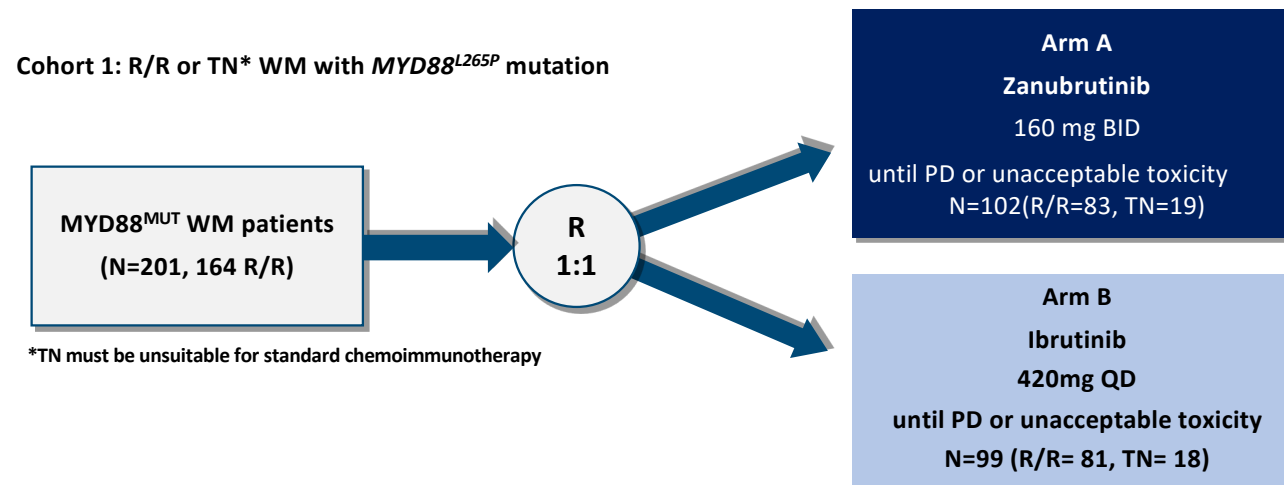 Cohort 1: R/R or TN* WM with MYD88L265P mutation
MYD88MUT WM patients
(N=201, 164 R/R)
*TN must be unsuitable for standard chemoimmunotherapy
R
1:1
Arm A
Zanubrutinib
160 mg BID
until PD or unacceptable toxicity
N=102(R/R=83, TN=19)
Arm B
Ibrutinib
420mg QD
until PD or unacceptable toxicity
N=99 (R/R= 81, TN= 18)